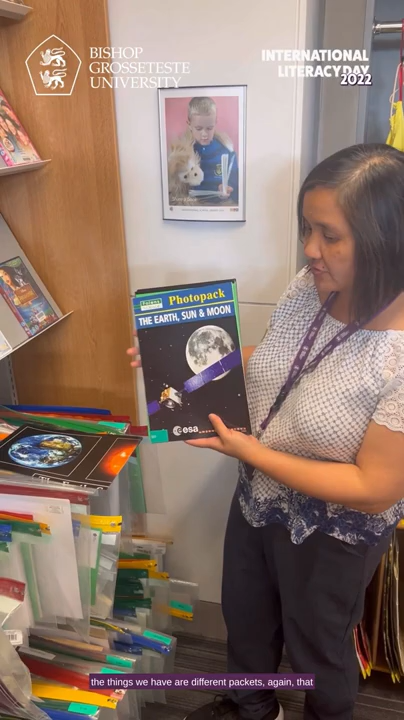 BISHOP
GROSSETESTE
UNIVERSITY
INTERNATIONAL
LITERACY DAY
2022
Photopack
THE EARTH, SUN & MOON
esa
the things we have are different packets, again, that